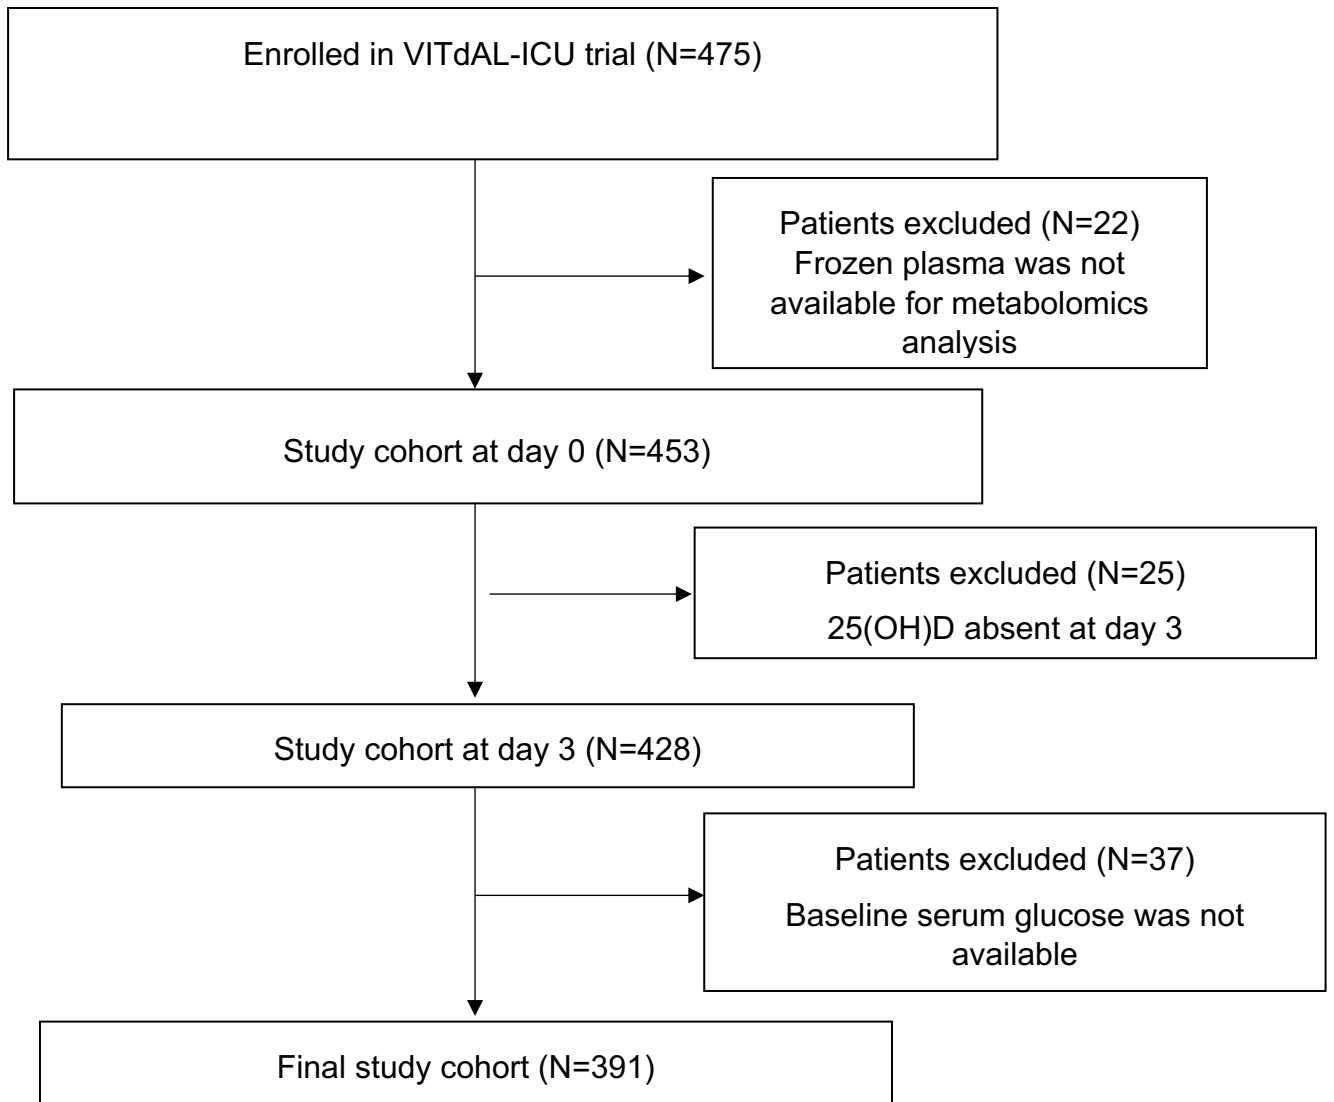 Enrolled in VITdAL-ICU trial (N=475)
Patients excluded (N=22)
Frozen plasma was not
available for metabolomics
analysis
Study cohort at day 0 (N=453)
Patients excluded (N=25)
25(OH)D absent at day 3
Study cohort at day 3 (N=428)
Patients excluded (N=37)
Baseline serum glucose was not
available
Final study cohort (N=391)